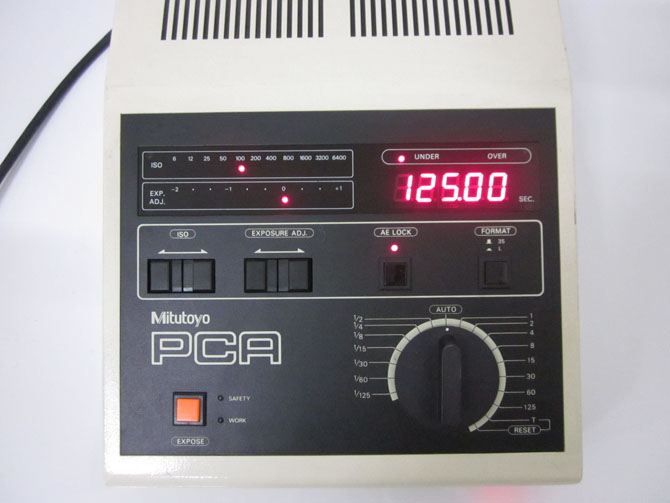 ISO 6 12 25 50 100 200 400 800 1600 3200 6400
UNDER OVER
EXP. ADJ. -2 -1 0 +1
125.00 SEC.
ISO
EXPOSURE ADJ.
AE LOCK
FORMAT
35
L
Mitutoyo
PCA
AUTO
1/2
1/4
1/8
1/15
1/30
1/60
1/125
1
2
4
8
15
30
60
125
T
RESET
SAFETY
WORK
EXPOSE